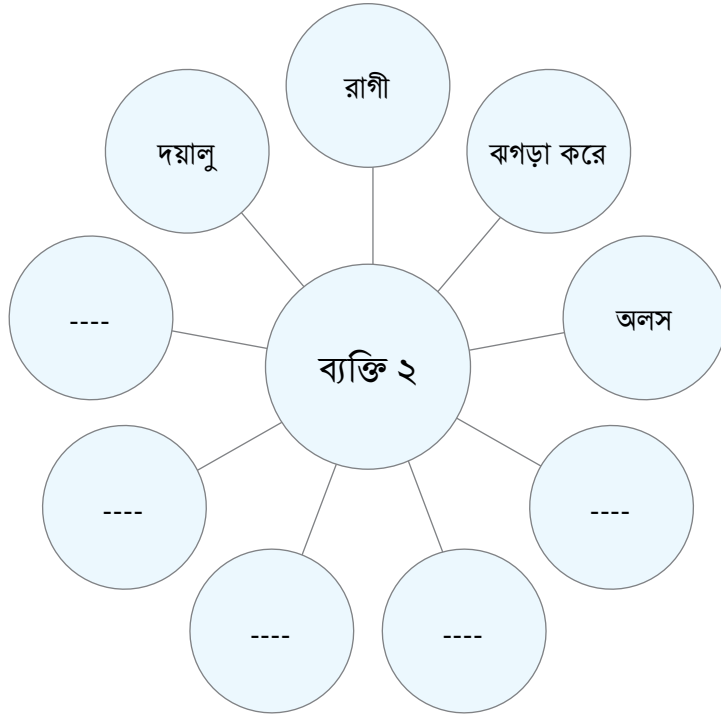 রাগী
দয়ালু
ঝগড়া করে
----
অলস
ব্যক্তি ২
----
----
----
----